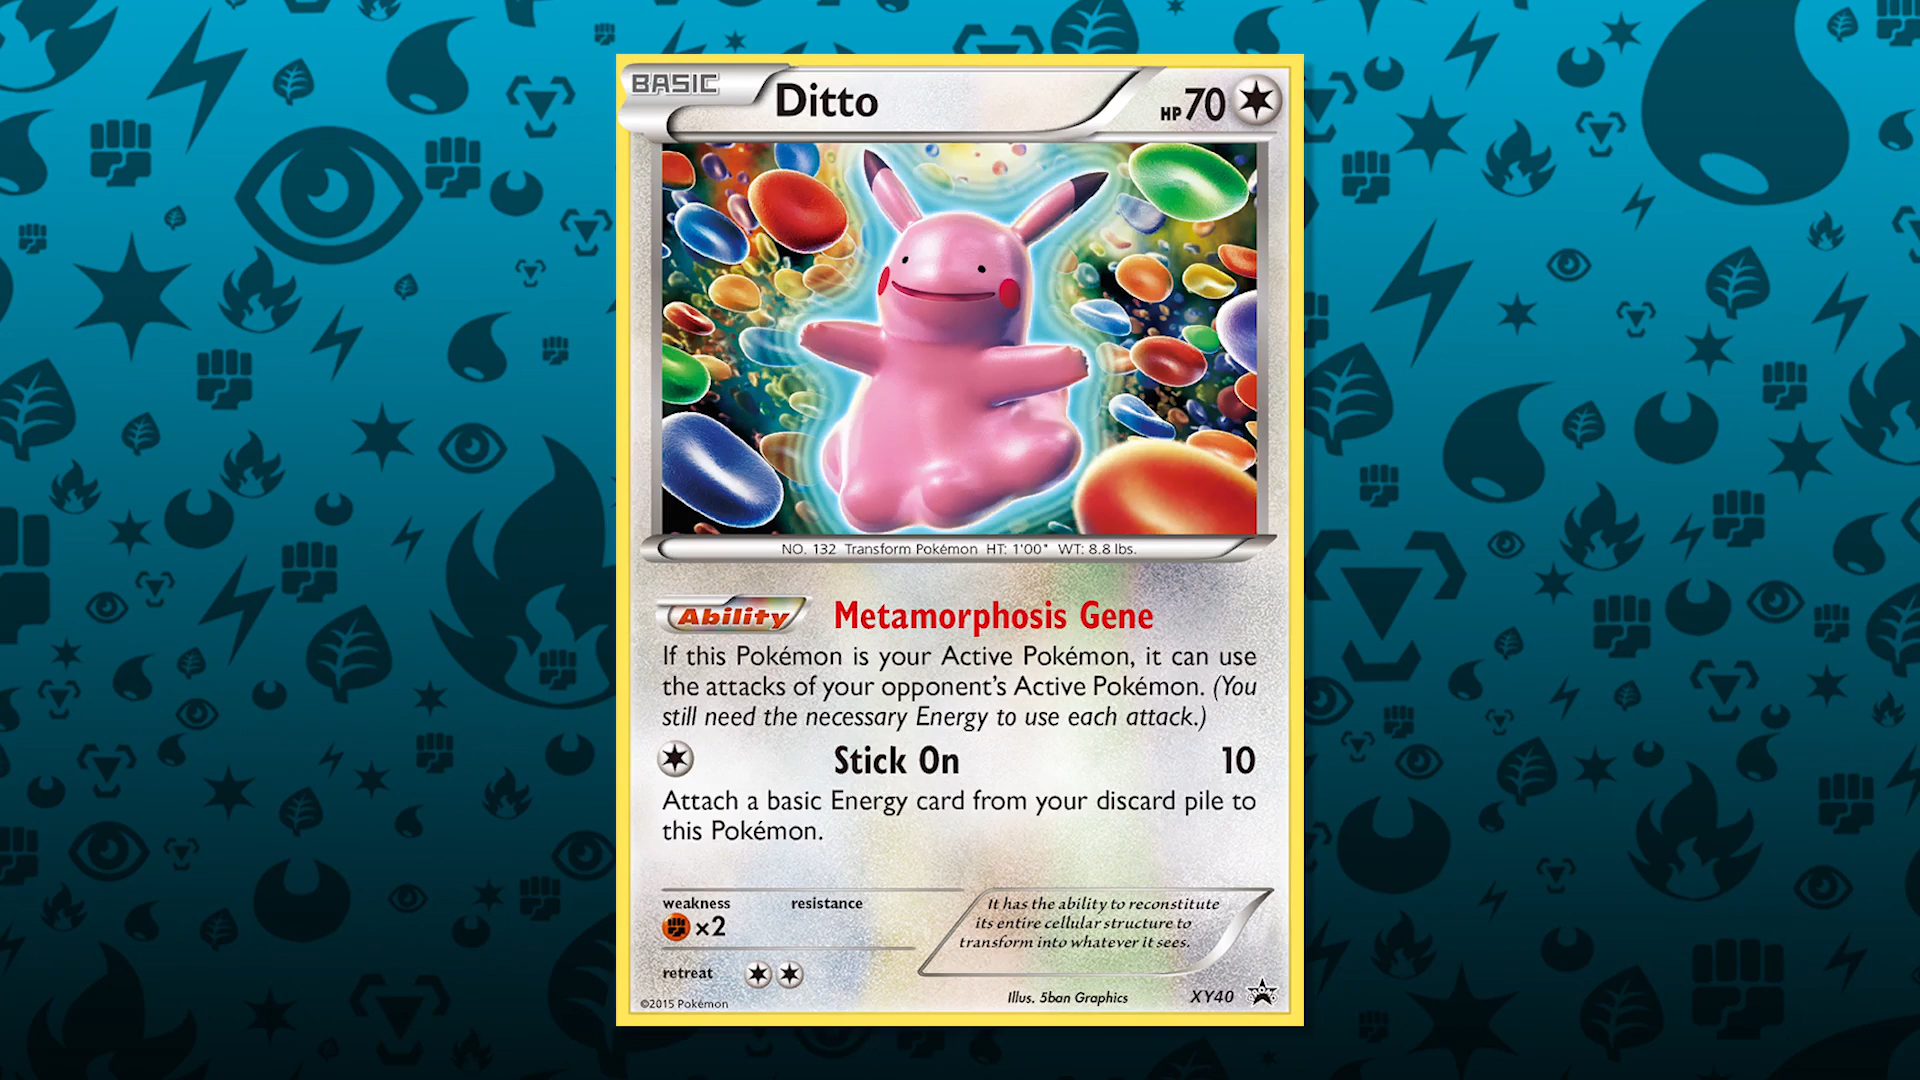 BASIC
Ditto
HP 70
NO. 132 Transform Pokémon HT: 1'00" WT: 8.8 lbs.
Ability Metamorphosis Gene
If this Pokémon is your Active Pokémon, it can use
the attacks of your opponent's Active Pokémon. (You
still need the necessary Energy to use each attack.)
Stick On 10
Attach a basic Energy card from your discard pile to
this Pokémon.
weakness resistance
×2
It has the ability to reconstitute
its entire cellular structure to
transform into whatever it sees.
retreat
©2015 Pokémon
Illus. 5ban Graphics
XY40
PROMO